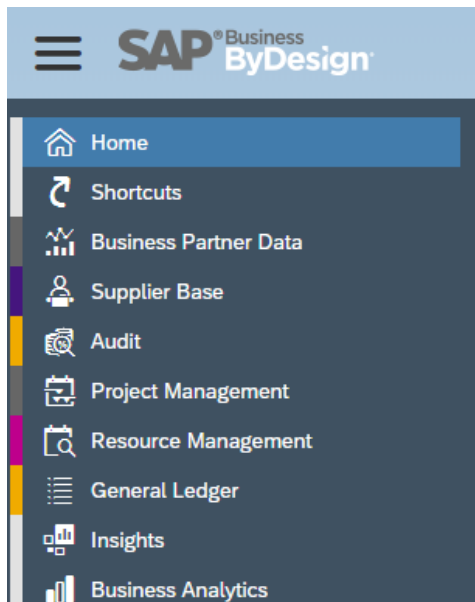 SAP® Business
ByDesign
Home
Shortcuts
Business Partner Data
Supplier Base
Audit
Project Management
Resource Management
General Ledger
Insights
Business Analytics